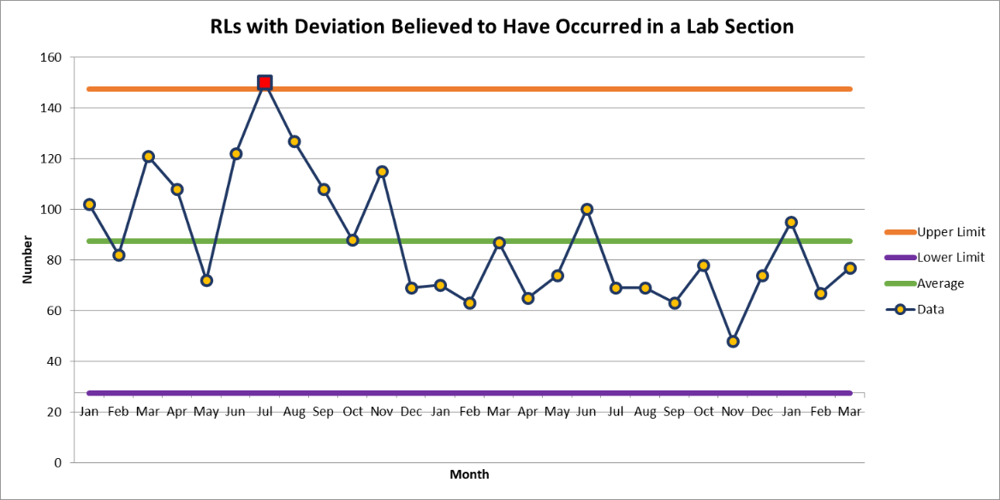 RLs with Deviation Believed to Have Occurred in a Lab Section
160
140
120
100
80
60
40
20
0
Number
Jan Feb Mar Apr May Jun Jul Aug Sep Oct Nov Dec Jan Feb Mar Apr May Jun Jul Aug Sep Oct Nov Dec Jan Feb Mar
Month
Upper Limit
Lower Limit
Average
Data